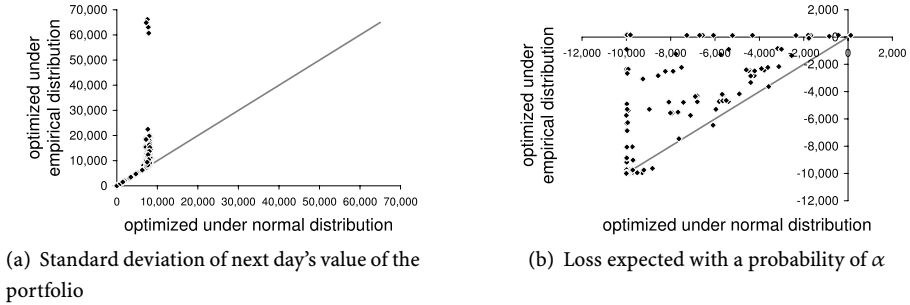 70,000
60,000
50,000
40,000
30,000
20,000
10,000
0
optimized under
empirical distribution
0 10,000 20,000 30,000 40,000 50,000 60,000 70,000
optimized under normal distribution
(a) Standard deviation of next day's value of the
portfolio
2,000
0
-12,000 -10,000 -8,000 -6,000 -4,000 -2,000 0 2,000
-2,000
-4,000
-6,000
-8,000
-10,000
-12,000
optimized under
empirical distribution
optimized under normal distribution
(b) Loss expected with a probability of α